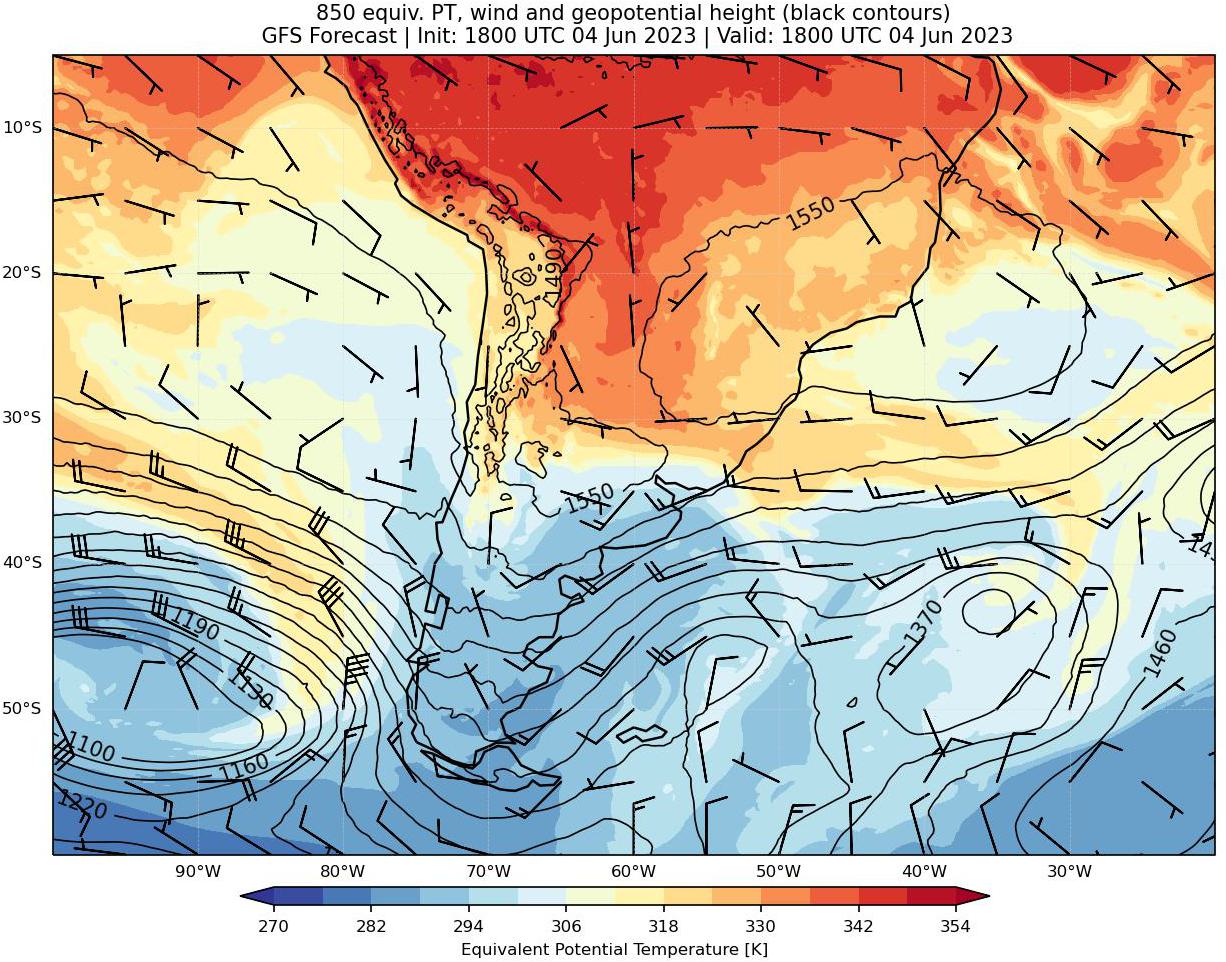 850 equiv. PT, wind and geopotential height (black contours)
GFS Forecast | Init: 1800 UTC 04 Jun 2023 | Valid: 1800 UTC 04 Jun 2023
10°S
1550
20°S
1490
30°S
1550
40°S
14
1190
1370
1460
1130
50°S
1100
1160
1220
90°W 80°W 70°W 60°W 50°W 40°W 30°W
270 282 294 306 318 330 342 354
Equivalent Potential Temperature [K]